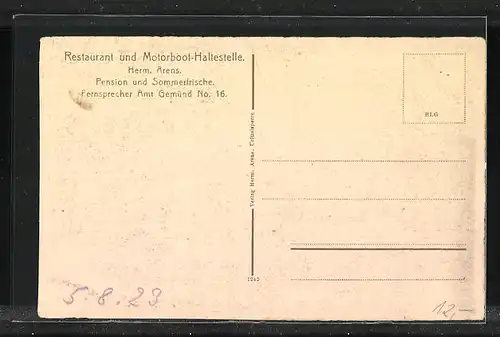 Restaurant und Motorboot-Haltestelle.
Herm. Arens.
Pension und Sommerfrische.
Fernsprecher Amt Gemünd No. 16.
Verlag Herm. Arens,
RLG
5.8.23.
12,-